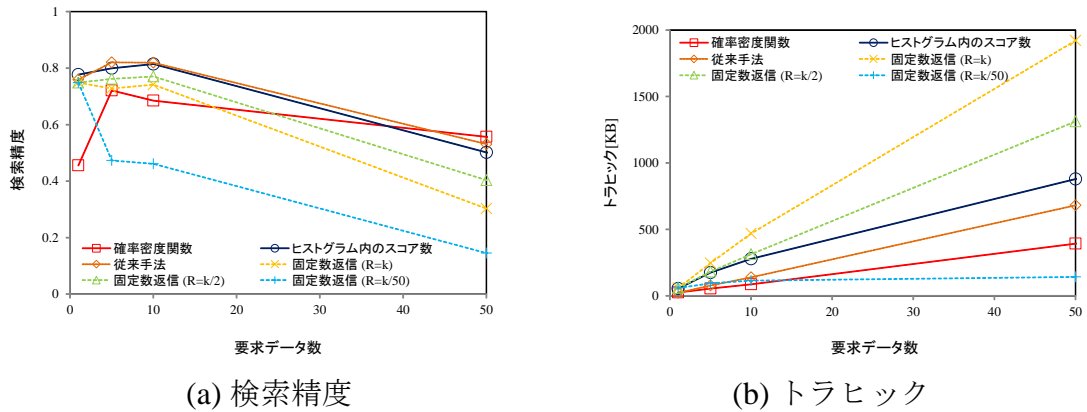 1
0.8
0.6
0.4
0.2
0
検索精度
確率密度関数
ヒストグラム内のスコア数
従来手法
固定数返信 (R=k)
固定数返信 (R=k/2)
固定数返信 (R=k/50)
0 10 20 30 40 50
要求データ数
(a) 検索精度
2000
1500
1000
500
0
トラヒック[KB]
確率密度関数
ヒストグラム内のスコア数
従来手法
固定数返信 (R=k)
固定数返信 (R=k/2)
固定数返信 (R=k/50)
0 10 20 30 40 50
要求データ数
(b) トラヒック